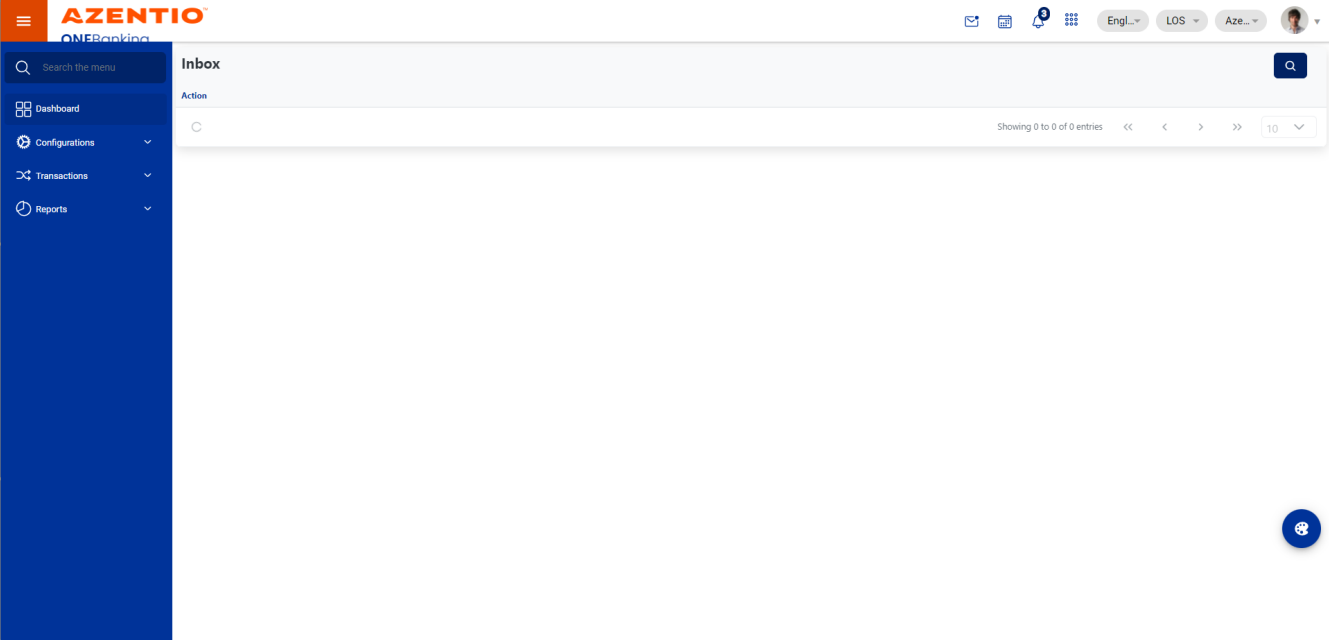 AZENTIO™
ONEBanking
3
Engl...
LOS
Aze...
Search the menu
Inbox
Action
Dashboard
Showing 0 to 0 of 0 entries
10
Configurations
Transactions
Reports